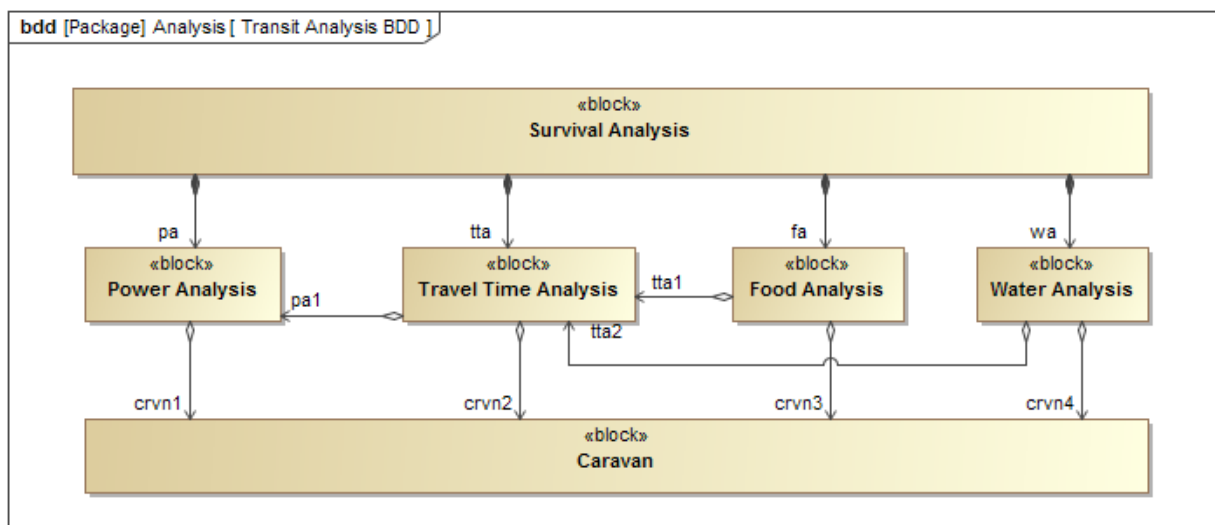 bdd [Package] Analysis [ Transit Analysis BDD ]
«block»
Survival Analysis
pa
tta
fa
wa
«block»
Power Analysis
«block»
Travel Time Analysis
«block»
Food Analysis
«block»
Water Analysis
pa1
tta1
tta2
crvn1
crvn2
crvn3
crvn4
«block»
Caravan